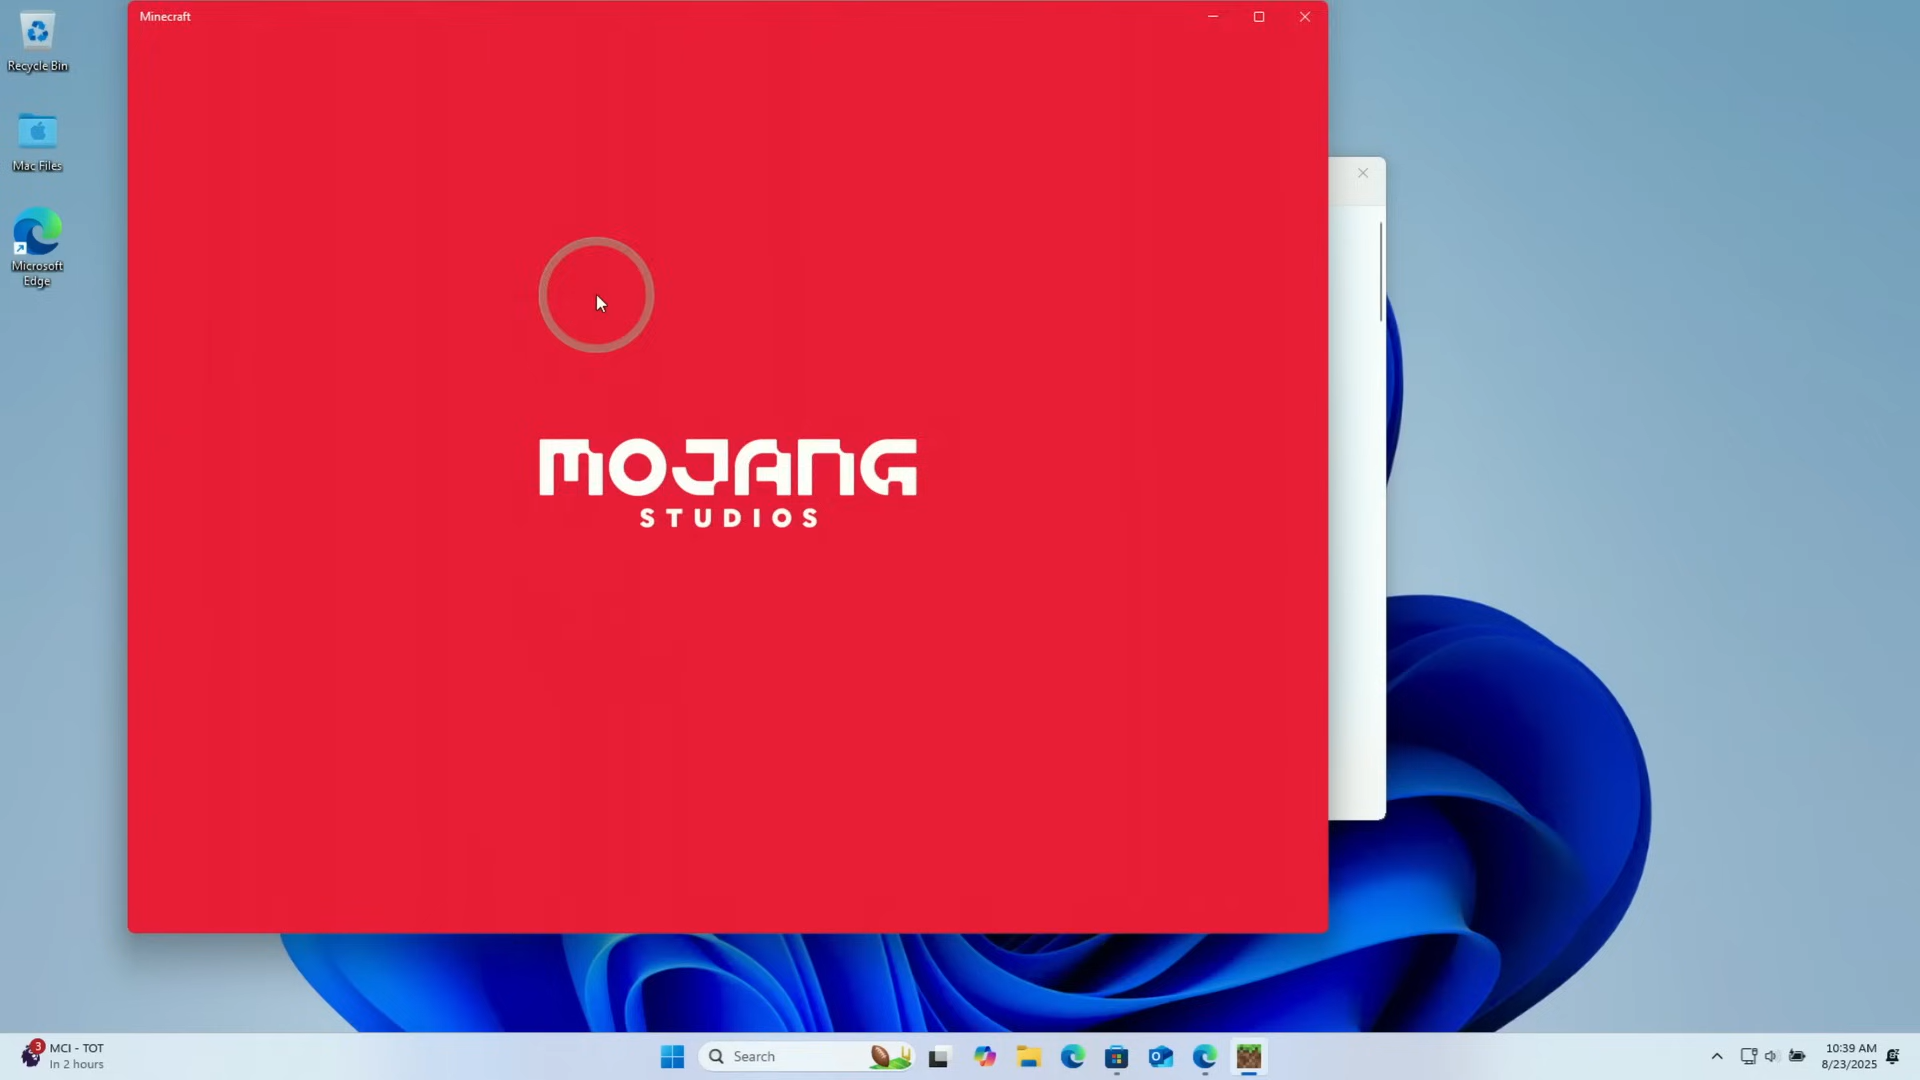 Minecraft
Recycle Bin
Mac Files
Microsoft
Edge
MOJANG
STUDIOS
3
MCI - TOT
In 2 hours
Search
10:39 AM
8/23/2025